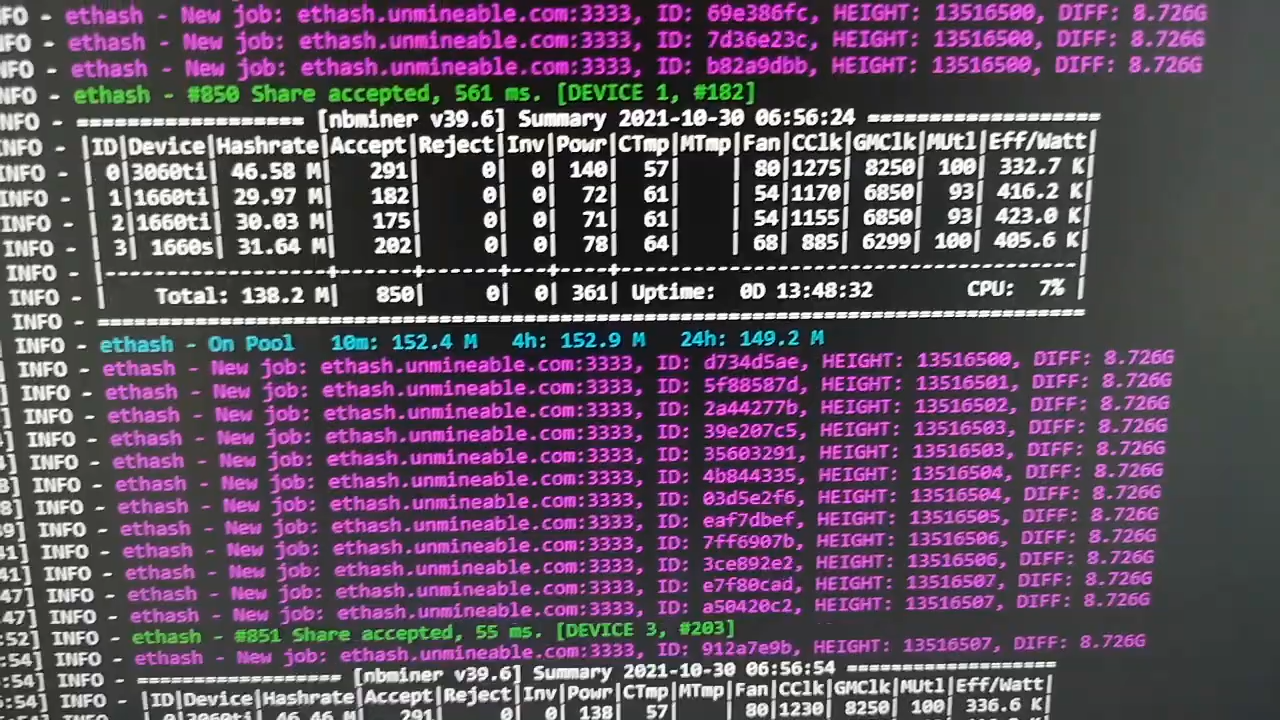 FO - ethash - New job: ethash.unmineable.com:3333, ID: 69e386fc, HEIGHT: 13516500, DIFF: 8.726G
NFO - ethash - New job: ethash.unmineable.com:3333, ID: 7d36e23c, HEIGHT: 13516500, DIFF: 8.726G
NFO - ethash - New job: ethash.unmineable.com:3333, ID: b82a9dbb, HEIGHT: 13516500, DIFF: 8.726G
NFO - ethash - #850 Share accepted, 561 ms. [DEVICE 1, #182]
NFO - =================== [nbminer v39.6] Summary 2021-10-30 06:56:24 ===================
INFO - |ID|Device|Hashrate|Accept|Reject|Inv|Powr|CTmp|MTmp|Fan|CClk|GMClk|MUtl|Eff/Watt|
INFO - | 0|3060ti| 46.58 M| 291| 0| 0| 140| 57| | 80|1275| 8250| 100| 332.7 K|
INFO - | 1|1660ti| 29.97 M| 182| 0| 0| 72| 61| | 54|1170| 6850| 93| 416.2 K|
INFO - | 2|1660ti| 30.03 M| 175| 0| 0| 71| 61| | 54|1155| 6850| 93| 423.0 K|
INFO - | 3| 1660s| 31.64 M| 202| 0| 0| 78| 64| | 68| 885| 6299| 100| 405.6 K|
INFO - |-------------------+------+------+---+----+----------------------------------------|
INFO - | Total: 138.2 M| 850| 0| 0| 361| Uptime: 0D 13:48:32 CPU: 7% |
INFO - ====================================================================================
INFO - ethash - On Pool 10m: 152.4 M 4h: 152.9 M 24h: 149.2 M
INFO - ethash - New job: ethash.unmineable.com:3333, ID: d734d5ae, HEIGHT: 13516500, DIFF: 8.726G
] INFO - ethash - New job: ethash.unmineable.com:3333, ID: 5f88587d, HEIGHT: 13516501, DIFF: 8.726G
] INFO - ethash - New job: ethash.unmineable.com:3333, ID: 2a44277b, HEIGHT: 13516502, DIFF: 8.726G
] INFO - ethash - New job: ethash.unmineable.com:3333, ID: 39e207c5, HEIGHT: 13516503, DIFF: 8.726G
] INFO - ethash - New job: ethash.unmineable.com:3333, ID: 35603291, HEIGHT: 13516503, DIFF: 8.726G
8] INFO - ethash - New job: ethash.unmineable.com:3333, ID: 4b844335, HEIGHT: 13516504, DIFF: 8.726G
8] INFO - ethash - New job: ethash.unmineable.com:3333, ID: 03d5e2f6, HEIGHT: 13516504, DIFF: 8.726G
39] INFO - ethash - New job: ethash.unmineable.com:3333, ID: eaf7dbef, HEIGHT: 13516505, DIFF: 8.726G
41] INFO - ethash - New job: ethash.unmineable.com:3333, ID: 7ff6907b, HEIGHT: 13516506, DIFF: 8.726G
41] INFO - ethash - New job: ethash.unmineable.com:3333, ID: 3ce892e2, HEIGHT: 13516506, DIFF: 8.726G
47] INFO - ethash - New job: ethash.unmineable.com:3333, ID: e7f80cad, HEIGHT: 13516507, DIFF: 8.726G
:47] INFO - ethash - New job: ethash.unmineable.com:3333, ID: a50420c2, HEIGHT: 13516507, DIFF: 8.726G
:52] INFO - ethash - #851 Share accepted, 55 ms. [DEVICE 3, #203]
:54] INFO - ethash - New job: ethash.unmineable.com:3333, ID: 912a7e9b, HEIGHT: 13516507, DIFF: 8.726G
:54] INFO - =================== [nbminer v39.6] Summary 2021-10-30 06:56:54 ===================
:54] INFO - |ID|Device|Hashrate|Accept|Reject|Inv|Powr|CTmp|MTmp|Fan|CClk|GMClk|MUtl|Eff/Watt|
INFO - | 0|3060ti| 46.46 M| 291| 0| 0| 138| 57| | 80|1230| 8250| 100| 336.6 K|